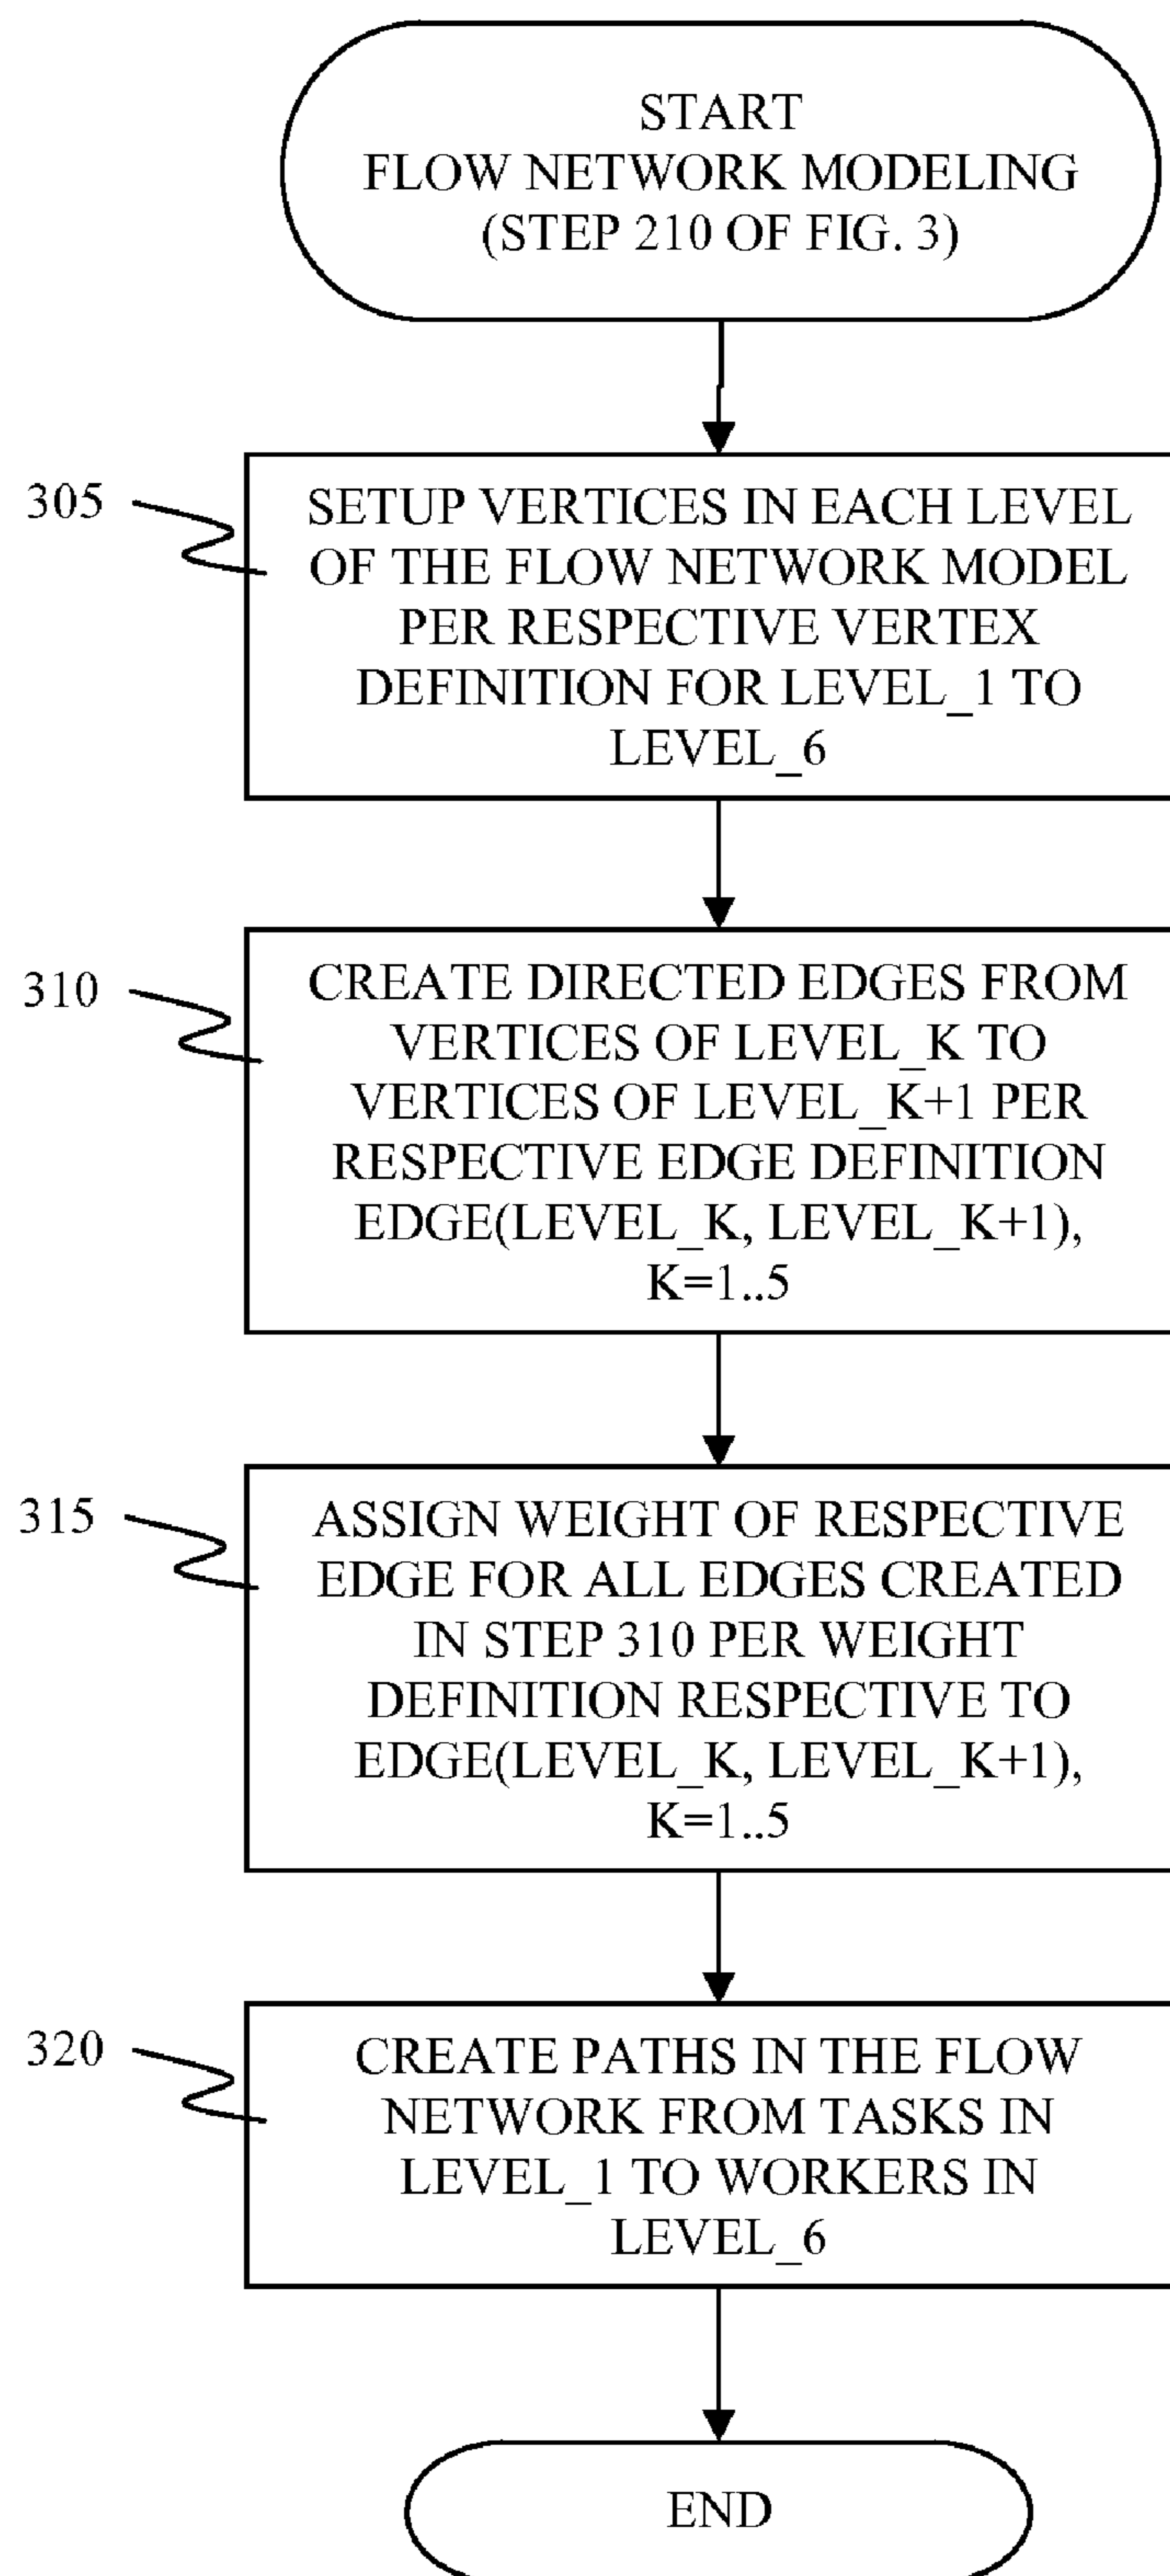 START
FLOW NETWORK MODELING
(STEP 210 OF FIG. 3)
305
SETUP VERTICES IN EACH LEVEL
OF THE FLOW NETWORK MODEL
PER RESPECTIVE VERTEX
DEFINITION FOR LEVEL_1 TO
LEVEL_6
310
CREATE DIRECTED EDGES FROM
VERTICES OF LEVEL_K TO
VERTICES OF LEVEL_K+1 PER
RESPECTIVE EDGE DEFINITION
EDGE(LEVEL_K, LEVEL_K+1),
K=1..5
315
ASSIGN WEIGHT OF RESPECTIVE
EDGE FOR ALL EDGES CREATED
IN STEP 310 PER WEIGHT
DEFINITION RESPECTIVE TO
EDGE(LEVEL_K, LEVEL_K+1),
K=1..5
320
CREATE PATHS IN THE FLOW
NETWORK FROM TASKS IN
LEVEL_1 TO WORKERS IN
LEVEL_6
END